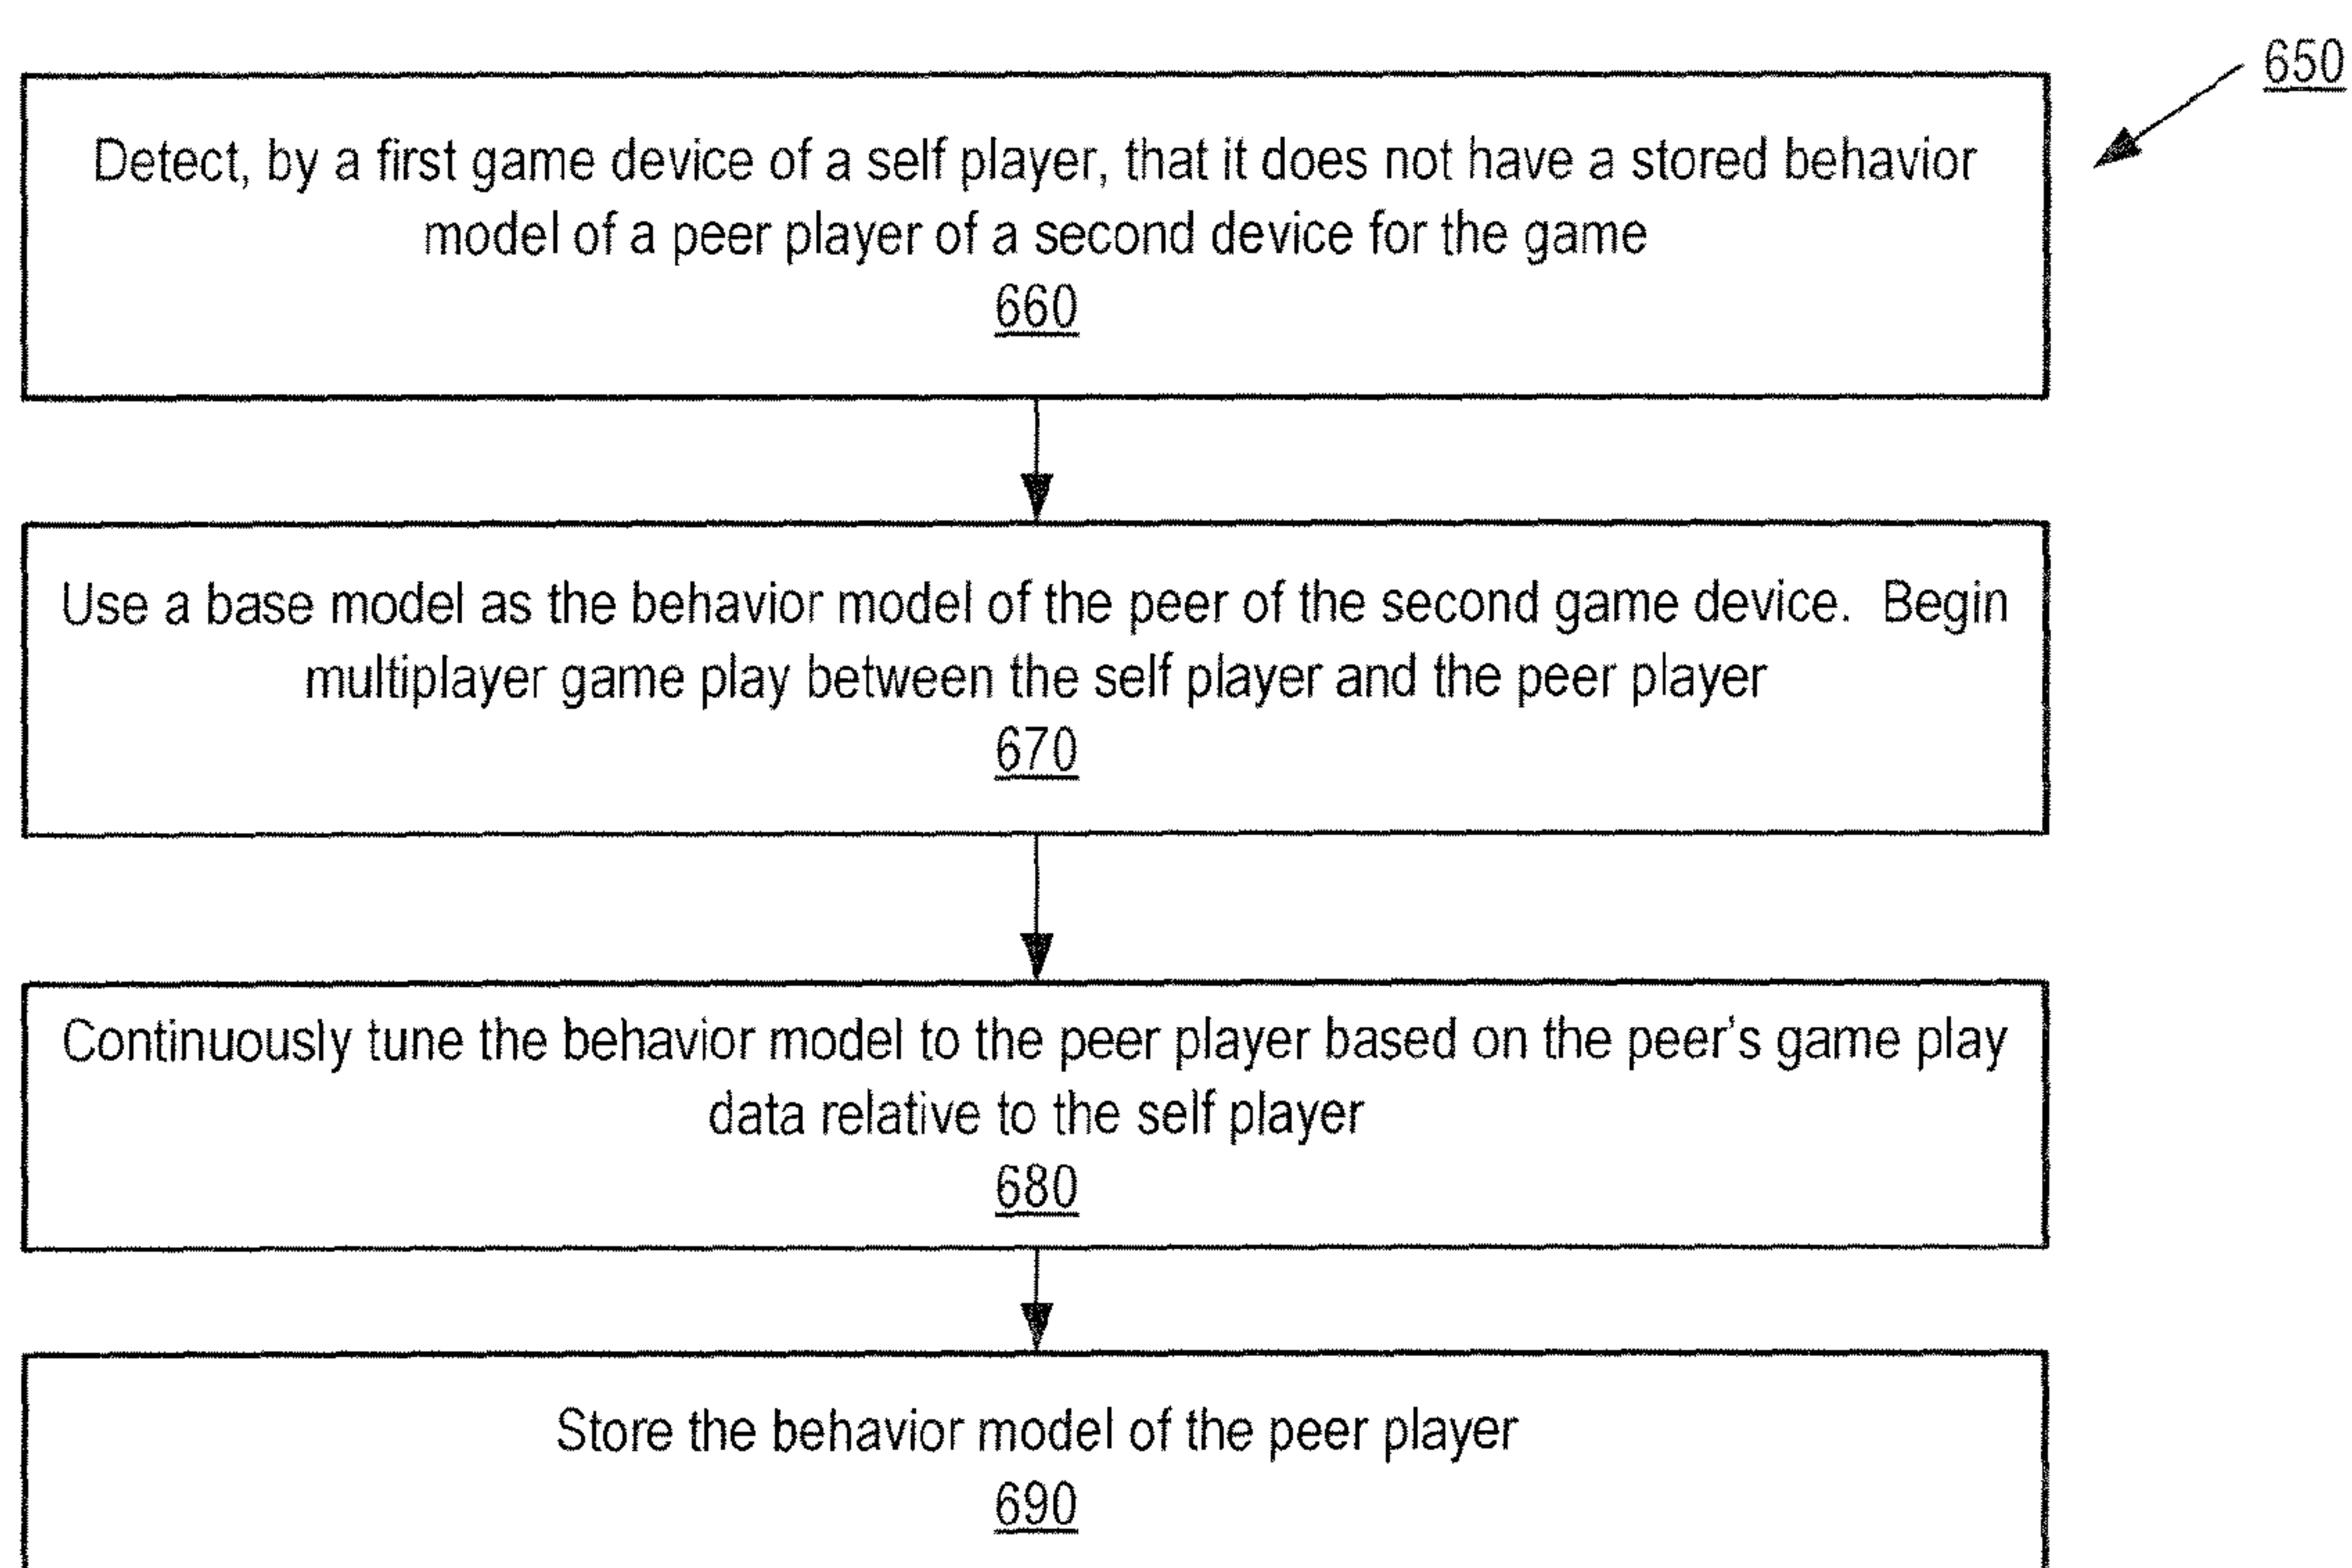 650
Detect, by a first game device of a self player, that it does not have a stored behavior
model of a peer player of a second device for the game
660
Use a base model as the behavior model of the peer of the second game device.  Begin
multiplayer game play between the self player and the peer player
670
Continuously tune the behavior model to the peer player based on the peer's game play
data relative to the self player
680
Store the behavior model of the peer player
690